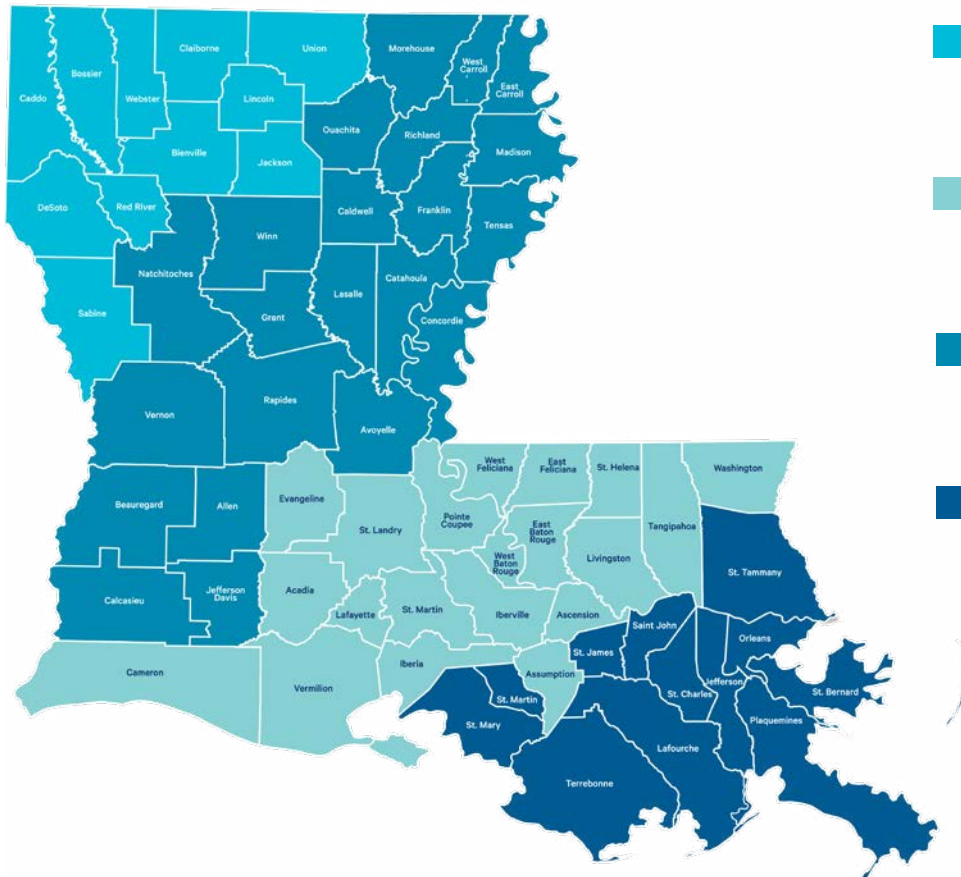 Claiborne
Union
Morehouse
West
Carroll
East
Carroll
Bossier
Caddo
Webster
Lincoln
Ouachita
Richland
Madison
Bienville
Jackson
DeSoto
Red River
Caldwell
Franklin
Tensas
Winn
Natchitoches
Catahoula
Lasalle
Sabine
Grant
Concordie
Vernon
Rapides
Avoyelle
West
Feliciana
East
Feliciana
St. Helena
Washington
Evangeline
Beauregard
Allen
St. Landry
Pointe
Coupee
East
Baton
Rouge
Tangipahoa
West
Baton
Rouge
Livingston
St. Tammany
Calcasieu
Jefferson
Davis
Acadia
Lafayette
St. Martin
Iberville
Ascension
Saint John
Orleans
St. James
Cameron
Vermilion
Iberia
Assumption
St. Charles
Jefferson
St. Bernard
St. Martin
St. Mary
Plaquemines
Lafourche
Terrebonne